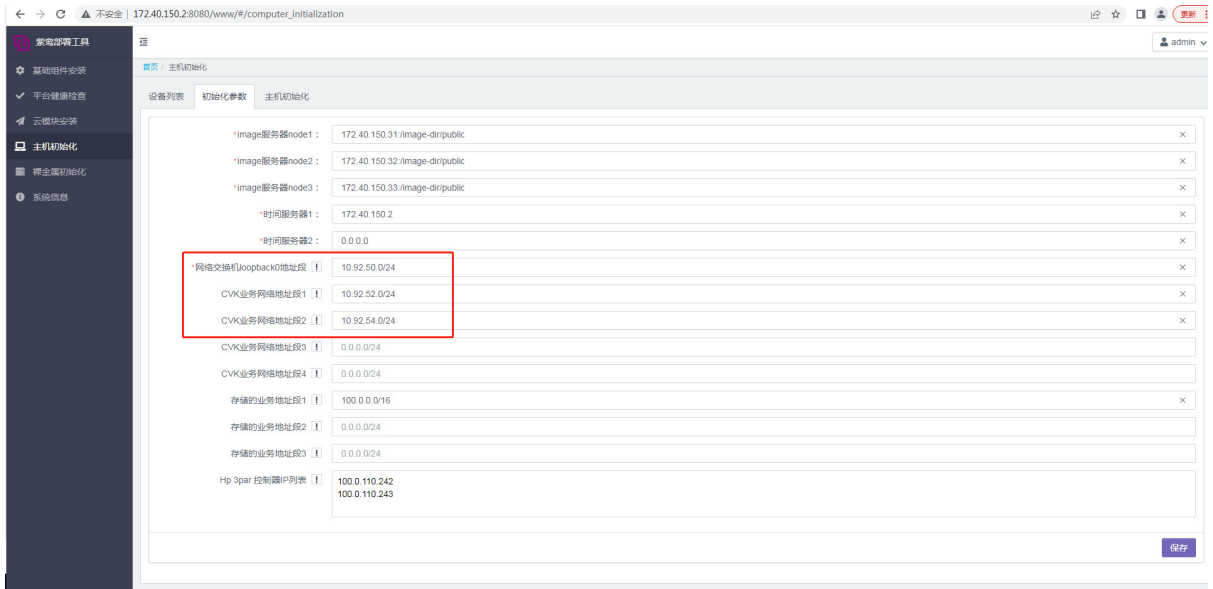 不安全 | 172.40.150.2:8080/www/#/computer_initialization 更新
紫鸾部署工具 admin
基础组件安装
平台健康检查
云模块安装
主机初始化
裸金属初始化
系统信息
首页 / 主机初始化
设备列表 初始化参数 主机初始化
*image服务器node1： 172.40.150.31:/image-dir/public
*image服务器node2： 172.40.150.32:/image-dir/public
*image服务器node3： 172.40.150.33:/image-dir/public
*时间服务器1： 172.40.150.2
*时间服务器2： 0.0.0.0
*网络交换机loopback0地址段 ! 10.92.50.0/24
CVK业务网络地址段1 ! 10.92.52.0/24
CVK业务网络地址段2 ! 10.92.54.0/24
CVK业务网络地址段3 ! 0.0.0.0/24
CVK业务网络地址段4 ! 0.0.0.0/24
存储的业务地址段1 ! 100.0.0.0/16
存储的业务地址段2 ! 0.0.0.0/24
存储的业务地址段3 ! 0.0.0.0/24
Hp 3par 控制器IP列表 ! 100.0.110.242
100.0.110.243
保存